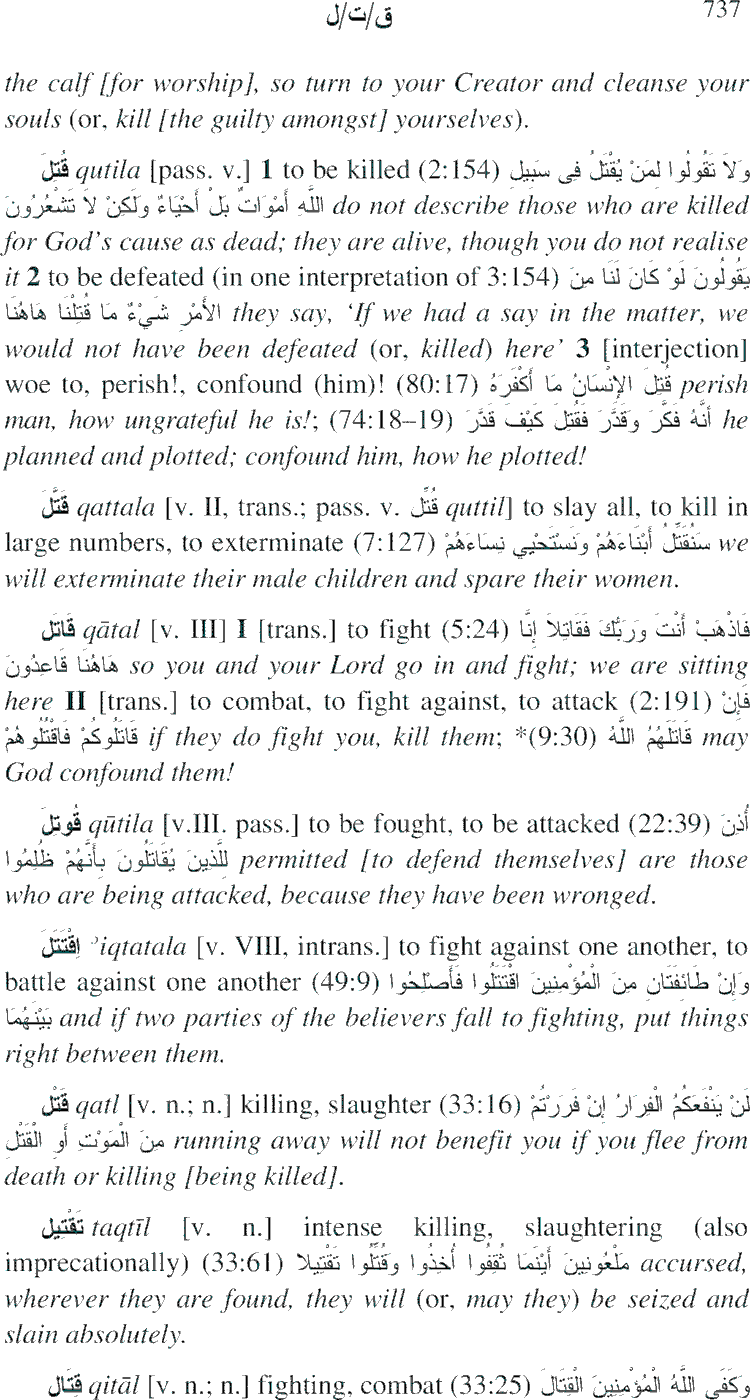 ق/ت/ل 737
the calf [for worship], so turn to your Creator and cleanse your
souls (or, kill [the guilty amongst] yourselves).
قُتِلَ qutila [pass. v.] 1 to be killed (2:154) وَلاَ تَقُولُوا لِمَنْ يُقْتَلُ فِى سَبِيلِ
اللَّهِ أَمْوَاتٌ بَلْ أَحْيَاءٌ وَلَكِنْ لاَ تَشْعُرُونَ do not describe those who are killed
for God's cause as dead; they are alive, though you do not realise
it 2 to be defeated (in one interpretation of 3:154) يَقُولُونَ لَوْ كَانَ لَنَا مِنَ
الأَمْرِ شَيْءٌ مَا قُتِلْنَا هَاهُنَا they say, ‘If we had a say in the matter, we
would not have been defeated (or, killed) here’ 3 [interjection]
woe to, perish!, confound (him)! (80:17) قُتِلَ الإِنْسَانُ مَا أَكْفَرَهُ perish
man, how ungrateful he is!; (74:18–19) أَنَّهُ فَكَّرَ وَقَدَّرَ فَقُتِلَ كَيْفَ قَدَّرَ he
planned and plotted; confound him, how he plotted!
قَتَّلَ qattala [v. II, trans.; pass. v. قُتِّل quttil] to slay all, to kill in
large numbers, to exterminate (7:127) سَنُقَتِّلُ أَبْنَاءَهُمْ وَنَسْتَحْيِي نِسَاءَهُمْ we
will exterminate their male children and spare their women.
قَاتَل qātal [v. III] I [trans.] to fight (5:24) فَاذْهَبْ أَنْتَ وَرَبُّكَ فَقَاتِلاَ إِنَّا
هَاهُنَا قَاعِدُونَ so you and your Lord go in and fight; we are sitting
here II [trans.] to combat, to fight against, to attack (2:191) فَإِنْ
قَاتَلُوكُمْ فَاقْتُلُوهُمْ if they do fight you, kill them; *(9:30) قَاتَلَهُمُ اللَّهُ may
God confound them!
قُوتِلَ qūtila [v.III. pass.] to be fought, to be attacked (22:39) أُذِنَ
لِلَّذِينَ يُقَاتَلُونَ بِأَنَّهُمْ ظُلِمُوا permitted [to defend themselves] are those
who are being attacked, because they have been wronged.
اِقْتَتَلَ ʾiqtatala [v. VIII, intrans.] to fight against one another, to
battle against one another (49:9) وَإِنْ طَائِفَتَانِ مِنَ الْمُؤْمِنِينَ اقْتَتَلُوا فَأَصْلِحُوا
بَيْنَهُمَا and if two parties of the believers fall to fighting, put things
right between them.
قَتْل qatl [v. n.; n.] killing, slaughter (33:16) لَنْ يَنْفَعَكُمُ الْفِرَارُ إِنْ فَرَرْتُمْ
مِنَ الْمَوْتِ أَوِ الْقَتْلِ running away will not benefit you if you flee from
death or killing [being killed].
تَقْتِيل taqtīl [v. n.] intense killing, slaughtering (also
imprecationally) (33:61) مَلْعُونِينَ أَيْنَمَا ثُقِفُوا أُخِذُوا وَقُتِّلُوا تَقْتِيلا accursed,
wherever they are found, they will (or, may they) be seized and
slain absolutely.
قِتَال qitāl [v. n.; n.] fighting, combat (33:25) وَكَفَى اللَّهُ الْمُؤْمِنِينَ الْقِتَالَ